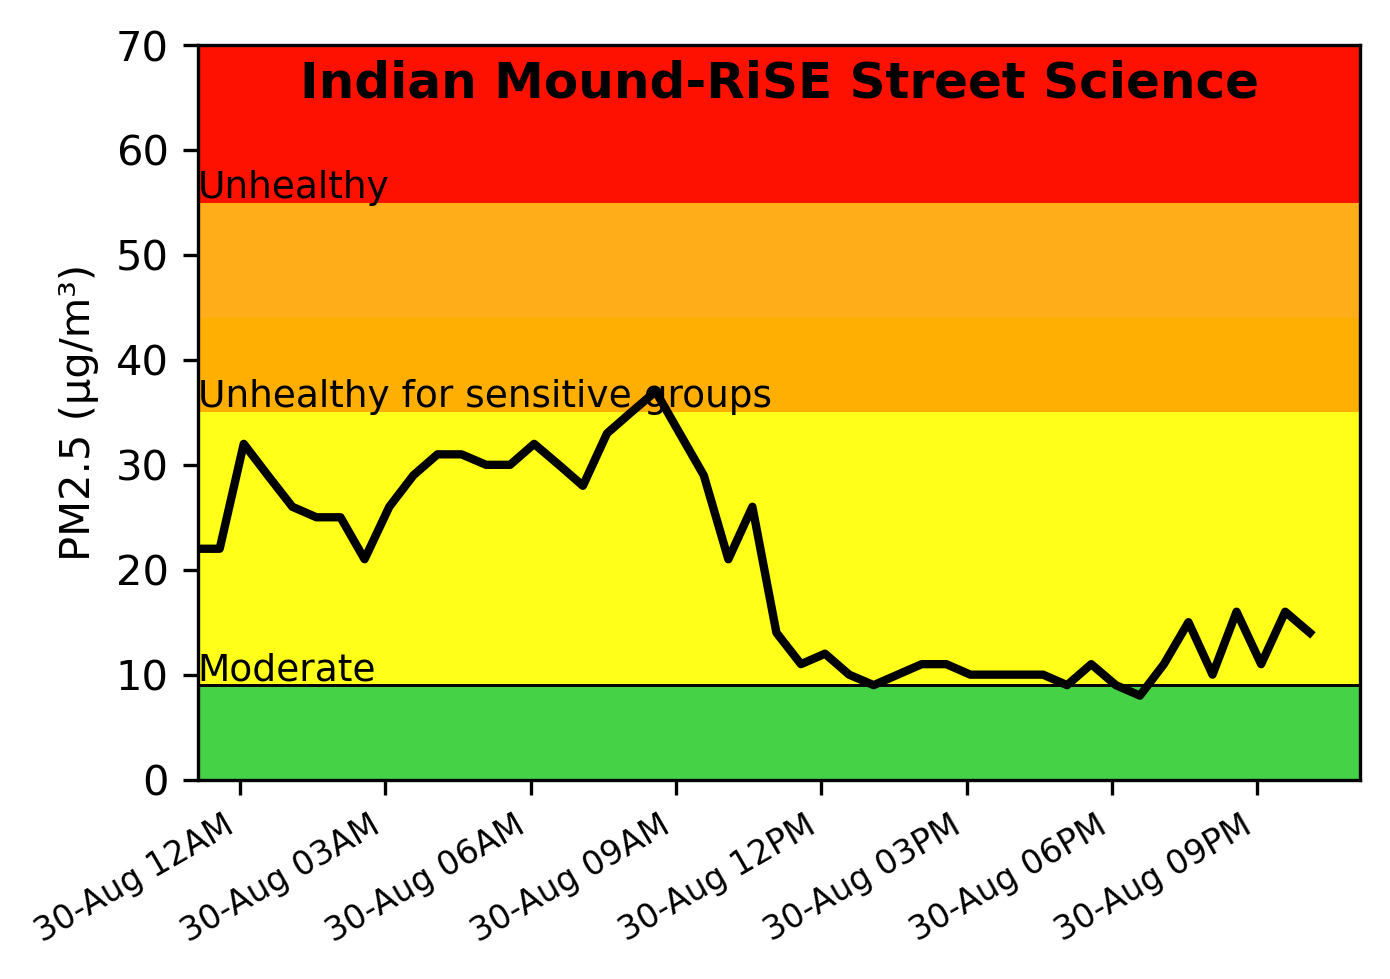 Indian Mound-RiSE Street Science
70
60
50
40
30
20
10
0
PM2.5 (µg/m³)
Unhealthy
Unhealthy for sensitive groups
Moderate
30-Aug 12AM
30-Aug 03AM
30-Aug 06AM
30-Aug 09AM
30-Aug 12PM
30-Aug 03PM
30-Aug 06PM
30-Aug 09PM